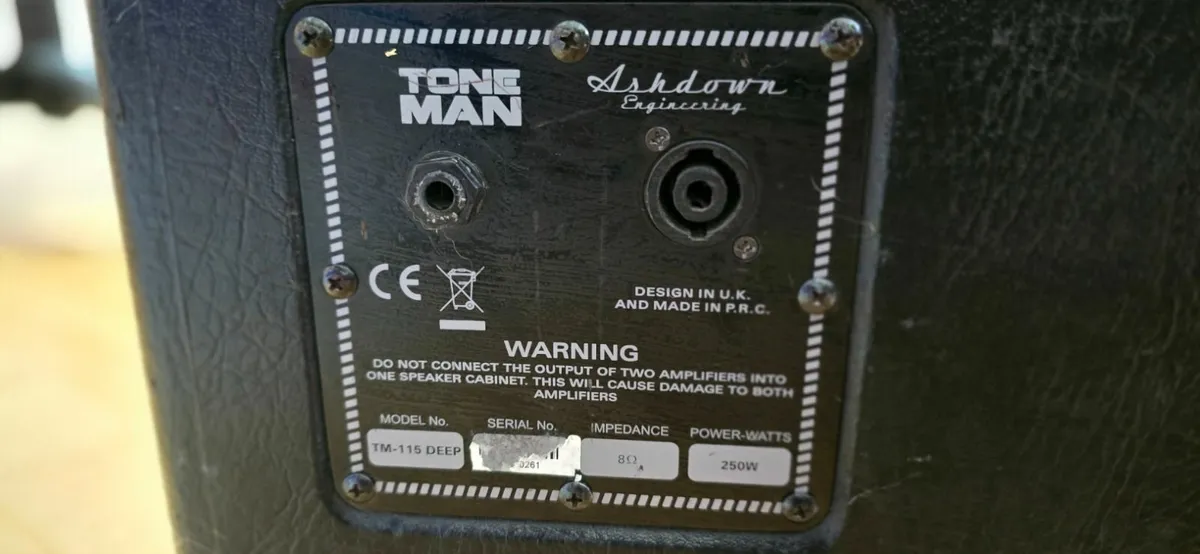 TONE
MAN
Ashdown
Engineering
CE
DESIGN IN U.K.
AND MADE IN P.R.C.
WARNING
DO NOT CONNECT THE OUTPUT OF TWO AMPLIFIERS INTO
ONE SPEAKER CABINET. THIS WILL CAUSE DAMAGE TO BOTH
AMPLIFIERS
MODEL No. SERIAL No. IMPEDANCE POWER-WATTS
TM-115 DEEP 0261 8Ω 250W